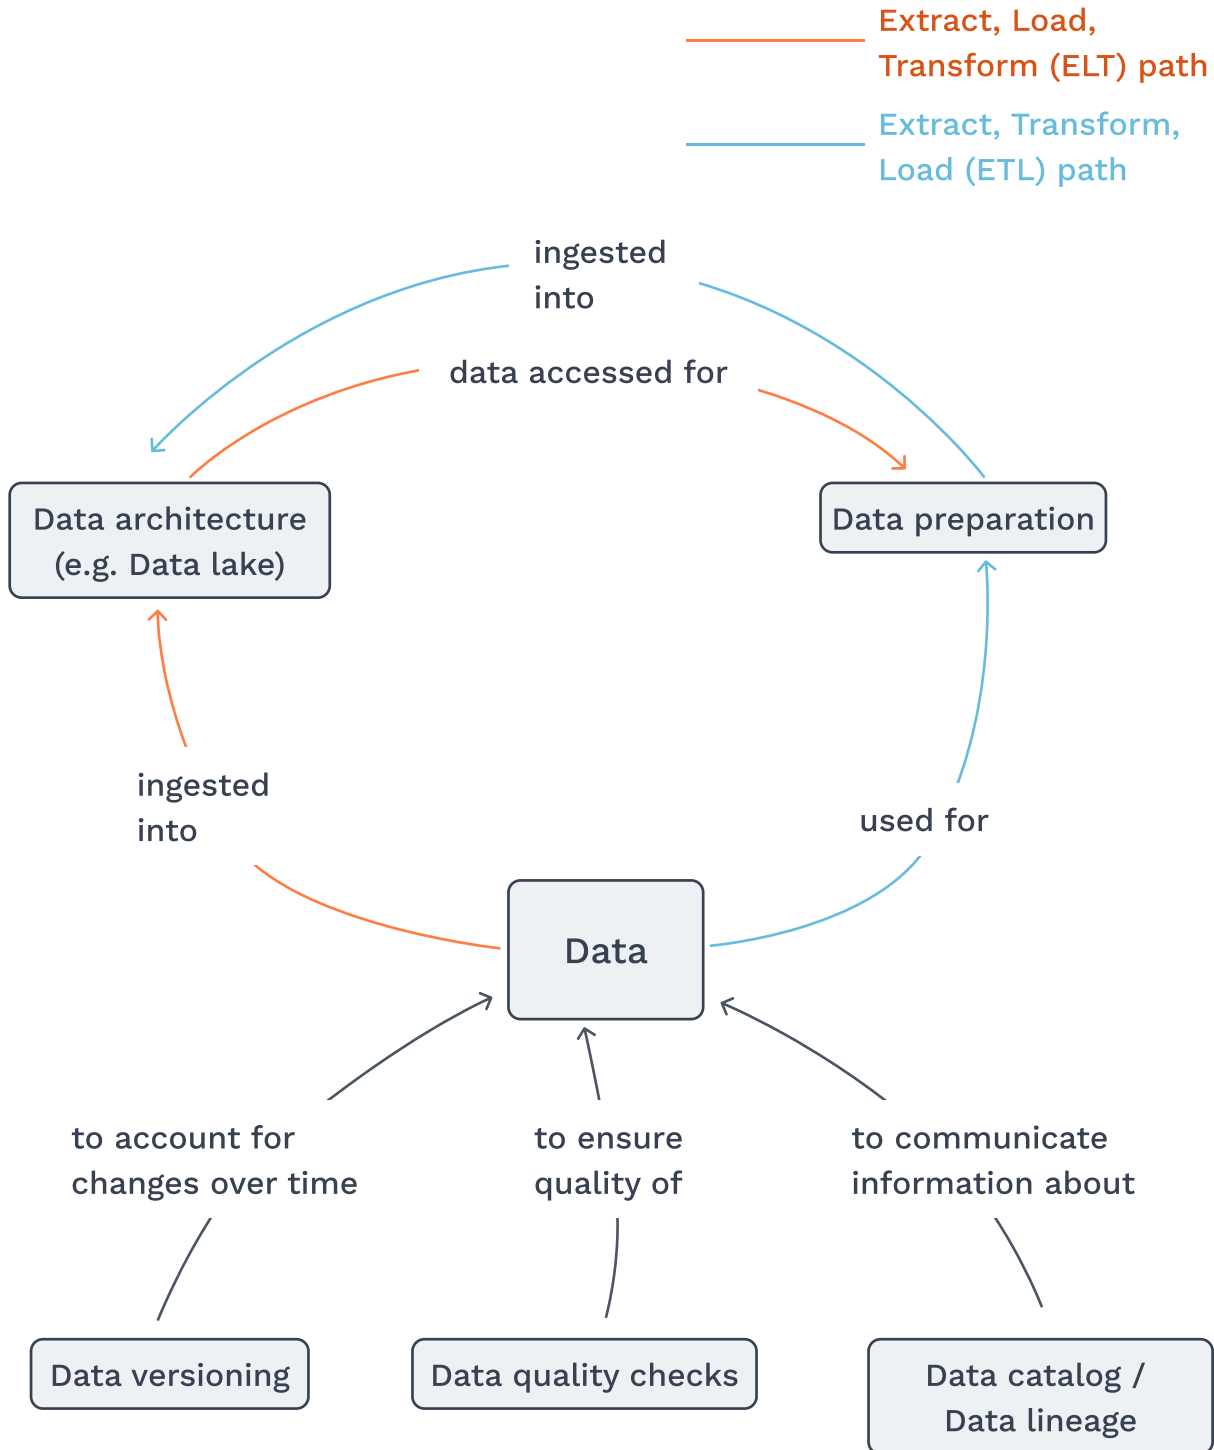 Extract, Load,
Transform (ELT) path
Extract, Transform,
Load (ETL) path
ingested
into
data accessed for
Data architecture
(e.g. Data lake)
Data preparation
ingested
into
used for
Data
to account for
changes over time
to ensure
quality of
to communicate
information about
Data versioning
Data quality checks
Data catalog /
Data lineage